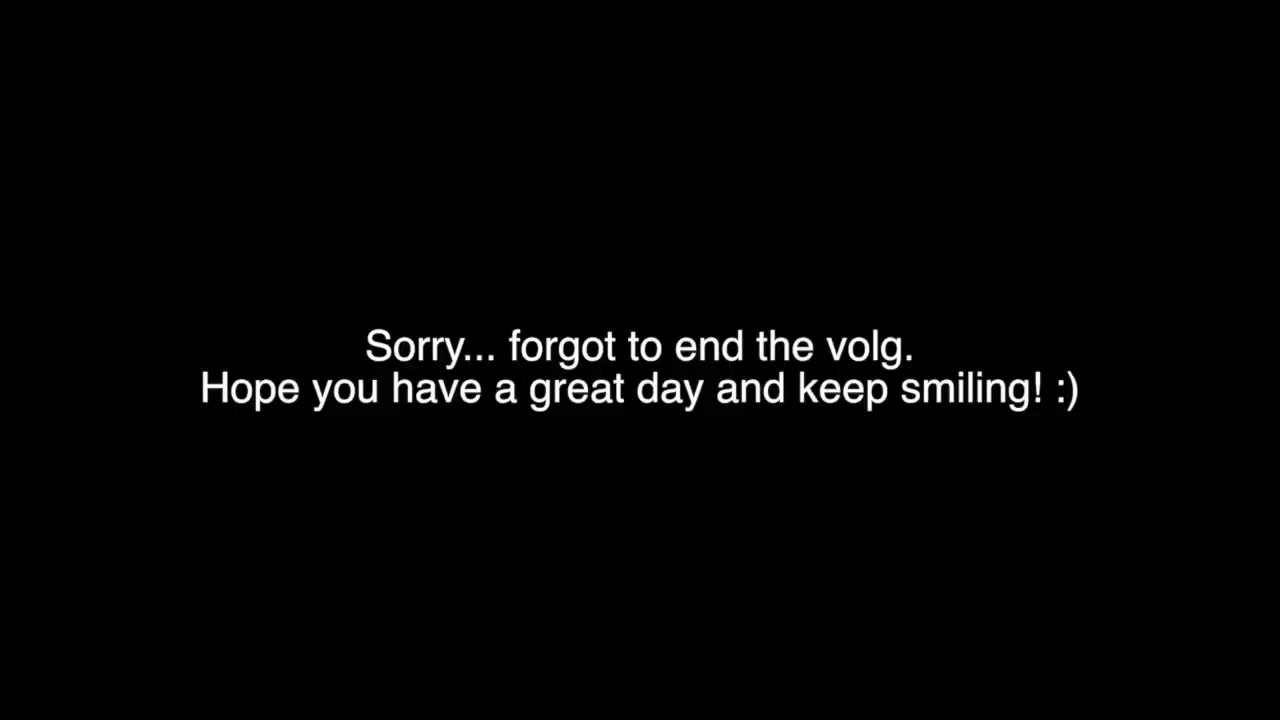 Sorry... forgot to end the volg.
Hope you have a great day and keep smiling! :)